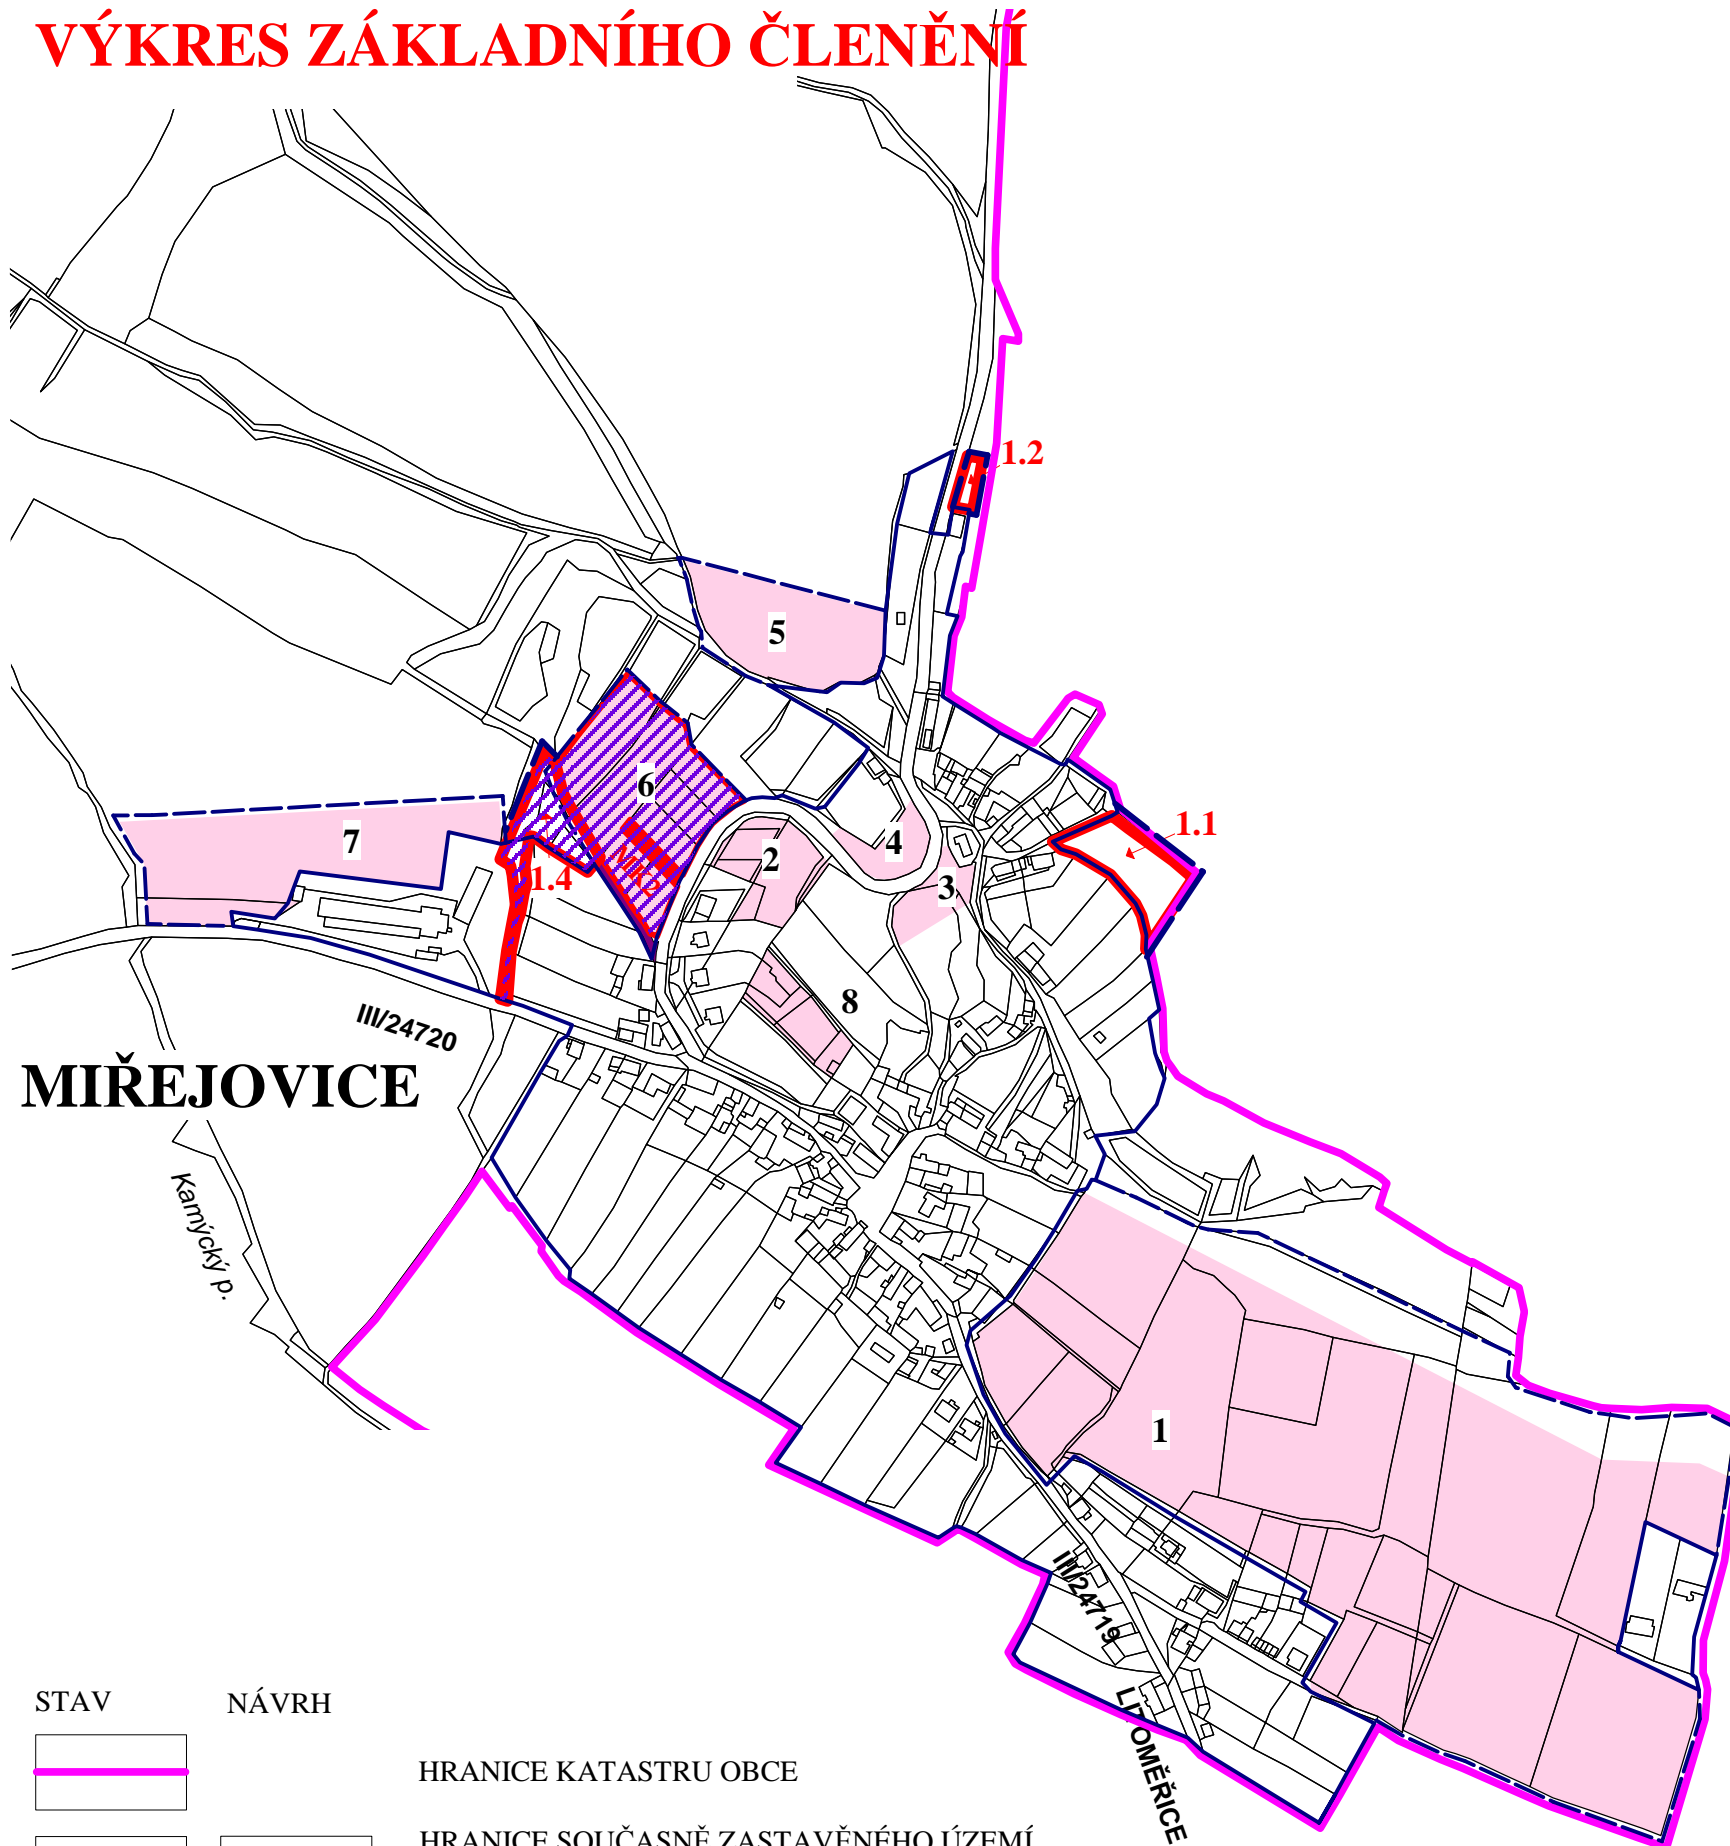 VÝKRES ZÁKLADNÍHO ČLENĚNÍ
1.2
5
6
7
1.4
MK2
2
4
3
1.1
8
III/24720
MIŘEJOVICE
Kamýcký p.
1
III/24719
LITOMĚŘICE
STAV NÁVRH
HRANICE KATASTRU OBCE
HRANICE SOUČASNĚ ZASTAVĚNÉHO ÚZEMÍ